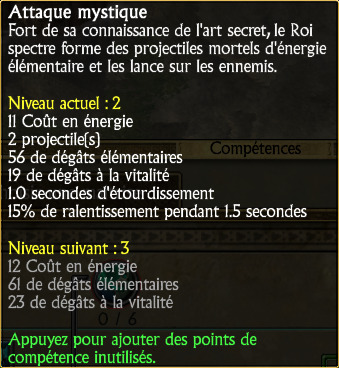 Attaque mystique
Fort de sa connaissance de l'art secret, le Roi
spectre forme des projectiles mortels d'énergie
élémentaire et les lance sur les ennemis.
Niveau actuel : 2
11 Coût en énergie
2 projectile(s)
56 de dégâts élémentaires
Compétences
19 de dégâts à la vitalité
1.0 secondes d'étourdissement
15% de ralentissement pendant 1.5 secondes
Niveau suivant : 3
12 Coût en énergie
61 de dégâts élémentaires
23 de dégâts à la vitalité
0 / 6
Appuyez pour ajouter des points de
compétence inutilisés.